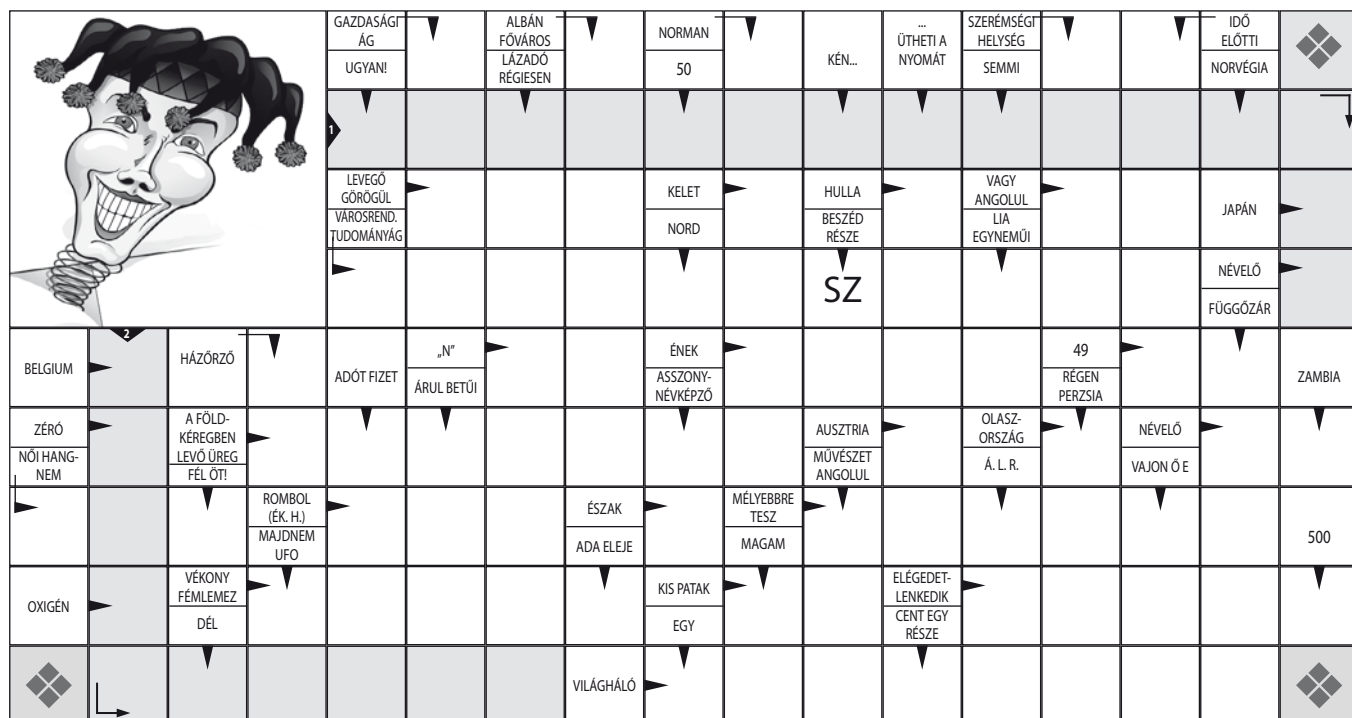 GAZDASÁGI
ÁG
UGYAN!
ALBÁN
FŐVÁROS
LÁZADÓ
RÉGIESEN
NORMAN
50
KÉN...
...
ÜTHETI A
NYOMÁT
SZERÉMSÉGI
HELYSÉG
SEMMI
IDŐ
ELŐTTI
NORVÉGIA
1
LEVEGŐ
GÖRÖGÜL
VÁROSREND.
TUDOMÁNYÁG
KELET
NORD
HULLA
BESZÉD
RÉSZE
VAGY
ANGOLUL
LIA
EGYNEMŰI
JAPÁN
SZ
NÉVELŐ
FÜGGŐZÁR
BELGIUM
2
HÁZŐRZŐ
ADÓT FIZET
„N”
ÁRUL BETŰI
ÉNEK
ASSZONY-
NÉVKÉPZŐ
49
RÉGEN
PERZSIA
ZAMBIA
ZÉRÓ
NŐI HANG-
NEM
A FÖLD-
KÉREGBEN
LEVŐ ÜREG
FÉL ÖT!
AUSZTRIA
MŰVÉSZET
ANGOLUL
OLASZ-
ORSZÁG
Á. L. R.
NÉVELŐ
VAJON Ő E
ROMBOL
(ÉK. H.)
MAJDNEM
UFO
ÉSZAK
ADA ELEJE
MÉLYEBBRE
TESZ
MAGAM
500
OXIGÉN
VÉKONY
FÉMLEMEZ
DÉL
KIS PATAK
EGY
ELÉGEDET-
LENKEDIK
CENT EGY
RÉSZE
VILÁGHÁLÓ